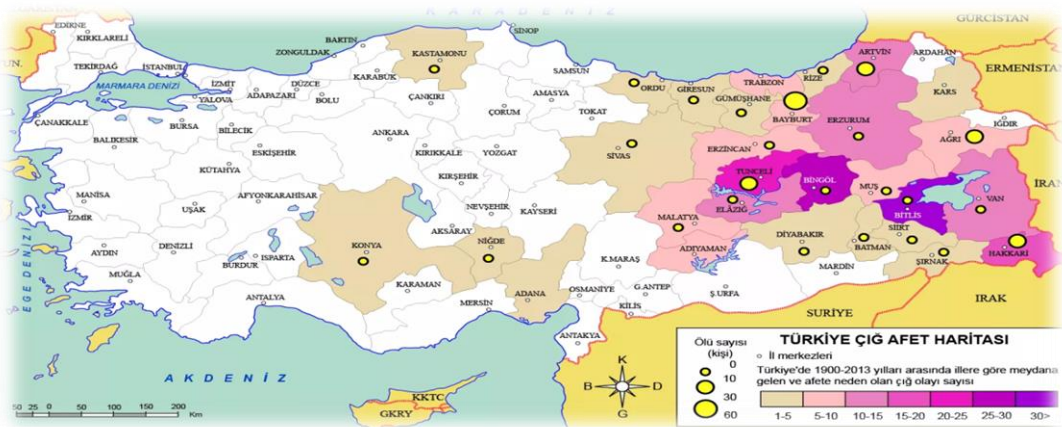 KARADENİZ
GÜRCİSTAN
EDİRNE
KIRKLARELİ
SİNOP
BARTIN
ARTVİN
ARDAHAN
ZONGULDAK
KASTAMONU
TEKİRDAĞ
İSTANBUL
SAMSUN
TRABZON
RİZE
ERMENİSTAN
MARMARA DENİZİ
İZMİT
DÜZCE
KARABÜK
ORDU
GİRESUN
KARS
YALOVA
ADAPAZARI
BOLU
ÇANKIRI
AMASYA
GÜMÜŞHANE
ÇANAKKALE
BURSA
BİLECİK
ÇORUM
TOKAT
BAYBURT
ERZURUM
IĞDIR
BALIKESİR
ANKARA
AĞRI
ESKİŞEHİR
KIRIKKALE
YOZGAT
SİVAS
ERZİNCAN
KÜTAHYA
TUNCELİ
BİNGÖL
MUŞ
İRAN
MANİSA
AFYONKARAHİSAR
KIRŞEHİR
VAN
İZMİR
UŞAK
NEVŞEHİR
KAYSERİ
ELÂZIĞ
BİTLİS
AKSARAY
MALATYA
SİİRT
EGE DENİZİ
AYDIN
DENİZLİ
KONYA
NİĞDE
DİYABAKIR
BATMAN
BURDUR
ISPARTA
ADIYAMAN
HAKKARİ
MUĞLA
K.MARAŞ
MARDİN
ŞIRNAK
ANTALYA
KARAMAN
ADANA
OSMANİYE
G.ANTEP
Ş.URFA
MERSİN
KİLİS
IRAK
SURİYE
ANTAKYA
AKDENİZ
KKTC
GKRY
K
B D
G
50 25 0 50 100 150 200
Km
TÜRKİYE ÇIĞ AFET HARİTASI
Ölü sayısı
(kişi)
0
10
30
60
İl merkezleri
Türkiye'de 1900-2013 yılları arasında illere göre meydana
gelen ve afete neden olan çığ olayı sayısı
1-5 5-10 10-15 15-20 20-25 25-30 30>